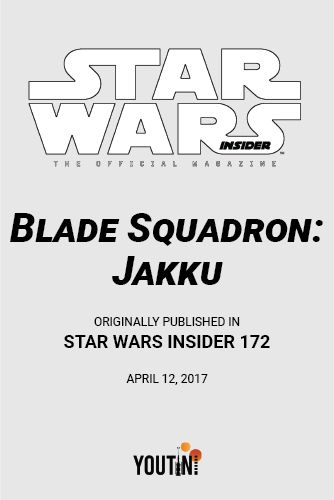 STAR
WARS
INSIDER
™
THE OFFICIAL MAGAZINE
BLADE SQUADRON:
JAKKU
ORIGINALLY PUBLISHED IN
STAR WARS INSIDER 172
APRIL 12, 2017
YOUTINI